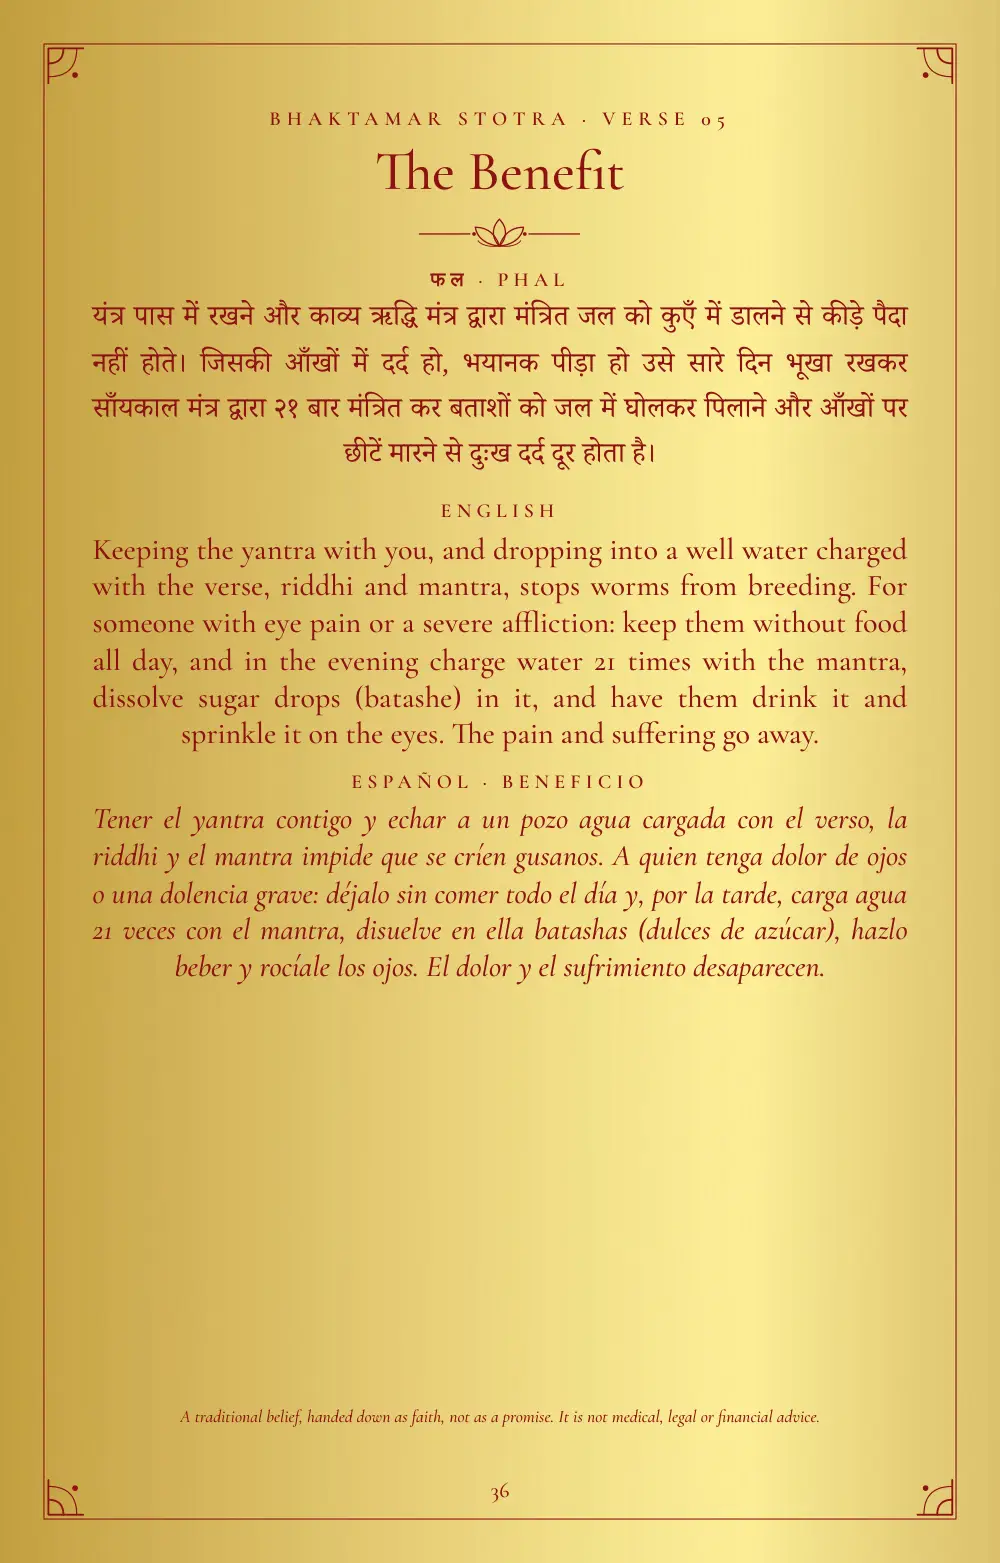 BHAKTAMAR STOTRA · VERSE 05
The Benefit
फल · PHAL
यंत्र पास में रखने और काव्य ऋद्धि मंत्र द्वारा मंत्रित जल को कुएँ में डालने से कीड़े पैदा
नहीं होते। जिसकी आँखों में दर्द हो, भयानक पीड़ा हो उसे सारे दिन भूखा रखकर
साँयकाल मंत्र द्वारा २१ बार मंत्रित कर बताशों को जल में घोलकर पिलाने और आँखों पर
छीटें मारने से दुःख दर्द दूर होता है।
ENGLISH
Keeping the yantra with you, and dropping into a well water charged
with the verse, riddhi and mantra, stops worms from breeding. For
someone with eye pain or a severe affliction: keep them without food
all day, and in the evening charge water 21 times with the mantra,
dissolve sugar drops (batashe) in it, and have them drink it and
sprinkle it on the eyes. The pain and suffering go away.
ESPAÑOL · BENEFICIO
Tener el yantra contigo y echar a un pozo agua cargada con el verso, la
riddhi y el mantra impide que se críen gusanos. A quien tenga dolor de ojos
o una dolencia grave: déjalo sin comer todo el día y, por la tarde, carga agua
21 veces con el mantra, disuelve en ella batashas (dulces de azúcar), hazlo
beber y rocíale los ojos. El dolor y el sufrimiento desaparecen.
A traditional belief, handed down as faith, not as a promise. It is not medical, legal or financial advice.
36